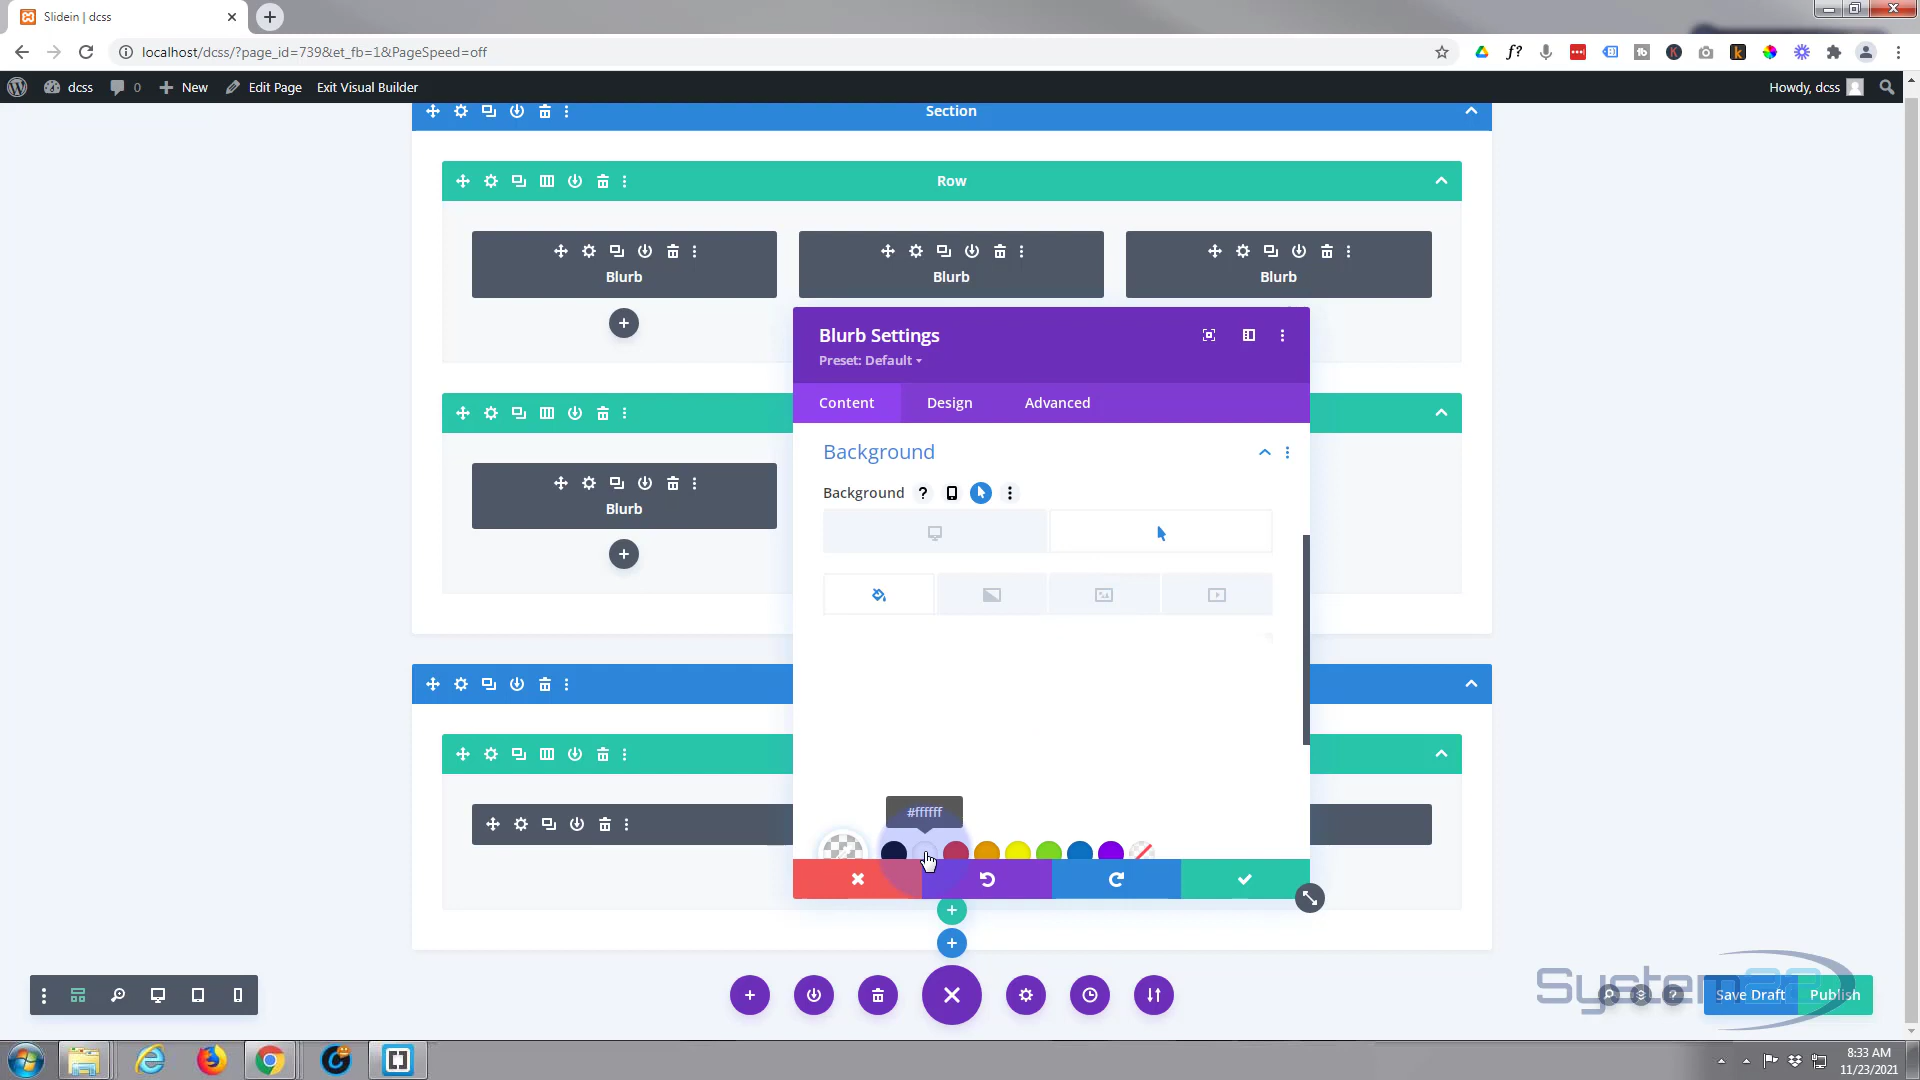 Slidein | dcss
localhost/dcss/?page_id=739&et_fb=1&PageSpeed=off
dcss 0 New Edit Page Exit Visual Builder Howdy, dcss
Section
Row
Blurb Blurb Blurb
Blurb Settings
Preset: Default
Content Design Advanced
Background
Blurb
Background ?
#ffffff
Save Draft Publish
System22
8:33 AM
11/23/2021